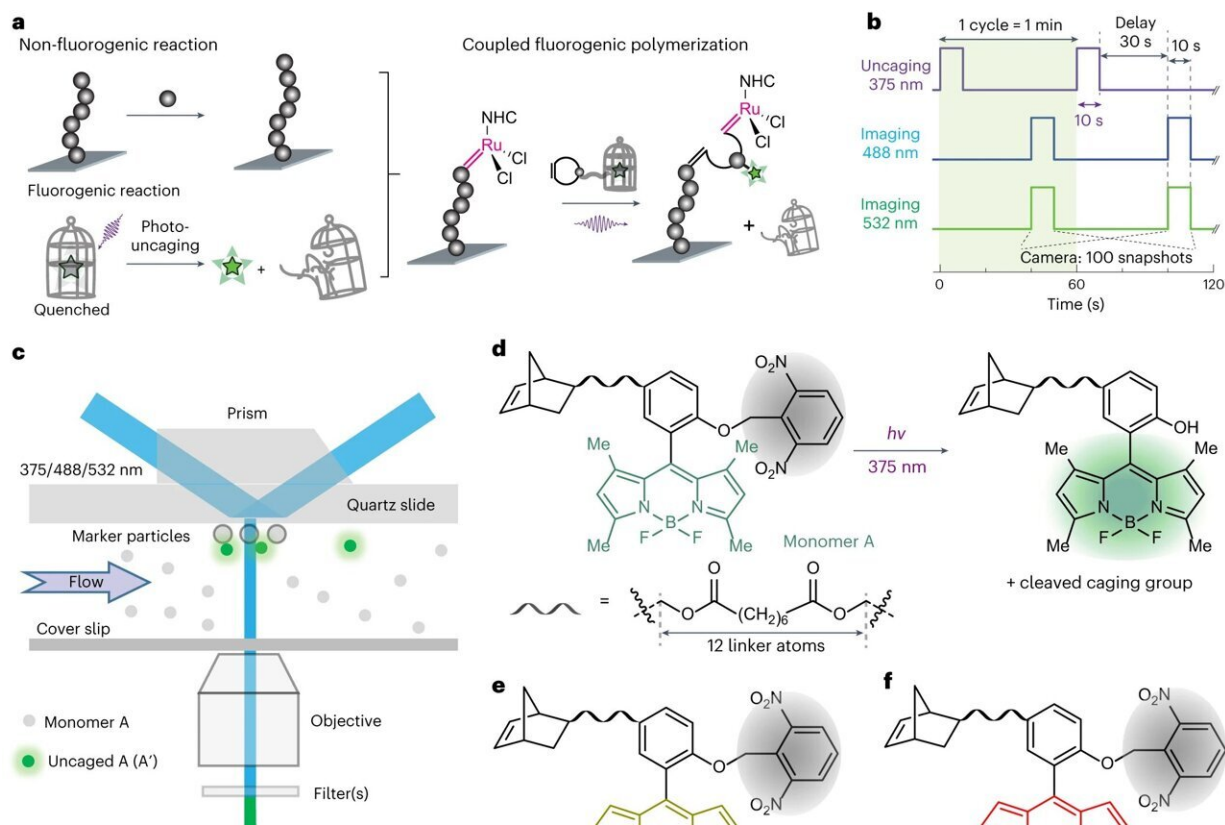 a
Non-fluorogenic reaction
Coupled fluorogenic polymerization
NHC
Ru
Cl
Cl
NHC
Ru
Cl
Cl
Fluorogenic reaction
Photo-
uncaging
+
Quenched
+
b
1 cycle = 1 min
Delay
30 s
10 s
Uncaging
375 nm
10 s
Imaging
488 nm
Imaging
532 nm
Camera: 100 snapshots
0
60
120
Time (s)
c
Prism
375/488/532 nm
Quartz slide
Marker particles
Flow
Cover slip
Objective
Monomer A
Uncaged A (A′)
Filter(s)
d
O₂N
O
NO₂
Me
Me
N
N
B
F
F
Me
Me
Monomer A
hv
375 nm
OH
Me
Me
N
N
B
F
F
Me
Me
+ cleaved caging group
=
O
O
O
(CH₂)₆
O
12 linker atoms
e
O₂N
O
NO₂
f
O₂N
O
NO₂